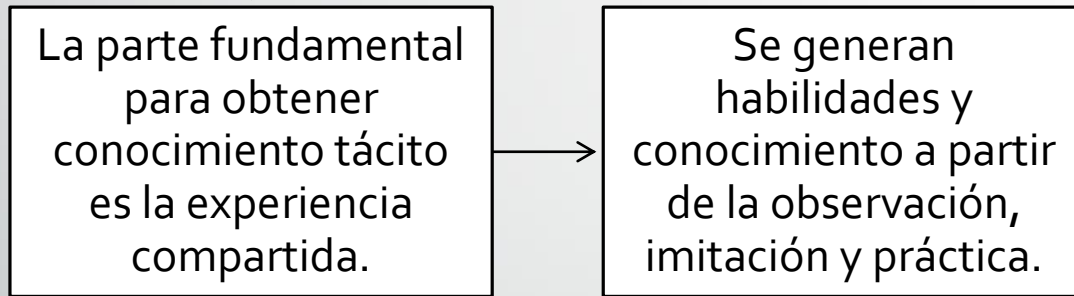 La parte fundamental
para obtener
conocimiento tácito
es la experiencia
compartida.
Se generan
habilidades y
conocimiento a partir
de la observación,
imitación y práctica.